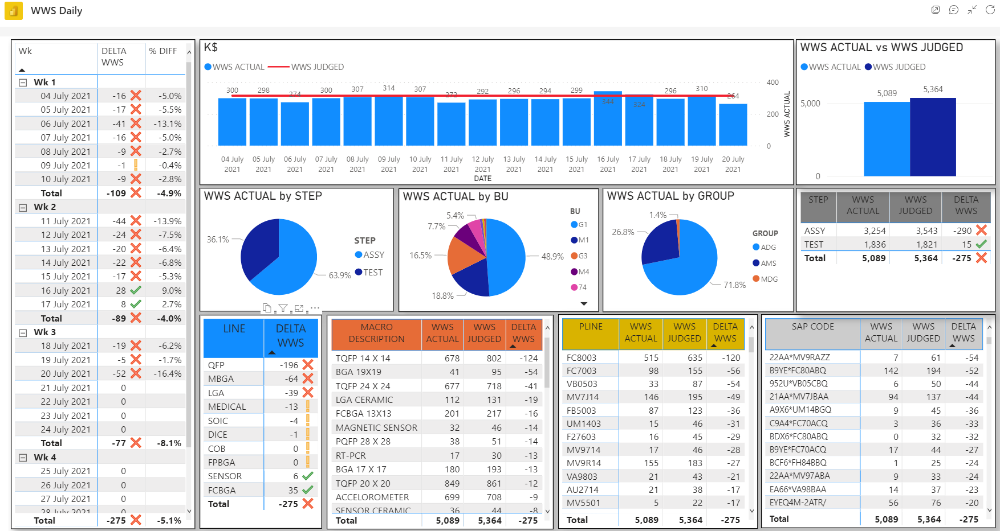 WWS Daily
Wk DELTA WWS % DIFF
Wk 1
04 July 2021 -16 -5.0%
05 July 2021 -17 -5.5%
06 July 2021 -41 -13.1%
07 July 2021 -16 -5.0%
08 July 2021 -9 -2.7%
09 July 2021 -1 -0.4%
10 July 2021 -9 -2.8%
Total -109 -4.9%
Wk 2
11 July 2021 -44 -13.9%
12 July 2021 -24 -7.5%
13 July 2021 -20 -6.4%
14 July 2021 -22 -6.8%
15 July 2021 -17 -5.3%
16 July 2021 28 9.0%
17 July 2021 8 2.7%
Total -89 -4.0%
Wk 3
18 July 2021 -19 -6.2%
19 July 2021 -5 -1.7%
20 July 2021 -52 -16.4%
21 July 2021 0
22 July 2021 0
23 July 2021 0
24 July 2021 0
Total -77 -8.1%
Wk 4
25 July 2021 0
26 July 2021 0
27 July 2021 0
28 July 2021 0
Total -275 -5.1%
K$
WWS ACTUAL WWS JUDGED
300 298 274 300 307 314 307 272 292 296 294 299 344 324 296 310 264
400
200
0
WWS ACTUAL
04 July 2021
05 July 2021
06 July 2021
07 July 2021
08 July 2021
09 July 2021
10 July 2021
11 July 2021
12 July 2021
13 July 2021
14 July 2021
15 July 2021
16 July 2021
17 July 2021
18 July 2021
19 July 2021
20 July 2021
DATE
WWS ACTUAL vs WWS JUDGED
WWS ACTUAL WWS JUDGED
5,089 5,364
5,000
0
WWS ACTUAL by STEP
36.1%
63.9%
STEP
ASSY
TEST
WWS ACTUAL by BU
5.4%
7.7%
16.5%
18.8%
48.9%
BU
G1
M1
G3
M4
74
WWS ACTUAL by GROUP
1.4%
26.8%
71.8%
GROUP
ADG
AMS
MDG
STEP WWS ACTUAL WWS JUDGED DELTA WWS
ASSY 3,254 3,543 -290
TEST 1,836 1,821 15
Total 5,089 5,364 -275
LINE DELTA WWS
QFP -196
MBGA -64
LGA -39
MEDICAL -13
SOIC -4
DICE -1
COB 0
FPBGA 0
SENSOR 6
FCBGA 35
Total -275
MACRO DESCRIPTION WWS ACTUAL WWS JUDGED DELTA WWS
TQFP 14 X 14 678 802 -124
BGA 19X19 41 95 -54
TQFP 24 X 24 677 718 -41
LGA CERAMIC 112 131 -19
FCBGA 13X13 201 217 -16
MAGNETIC SENSOR 32 46 -14
PQFP 28 X 28 38 51 -14
RT-PCR 17 30 -13
BGA 17 X 17 180 193 -13
TQFP 20 X 20 849 861 -12
ACCELOROMETER 699 708 -9
SENSOR CERAMIC 36 44 -8
Total 5,089 5,364 -275
PLINE WWS ACTUAL WWS JUDGED DELTA WWS
FC8003 515 635 -120
FC7003 98 155 -56
VB0503 33 87 -54
MV7J14 146 195 -49
FB5003 87 123 -36
UM1403 15 46 -31
F27603 16 45 -29
MV9714 17 46 -28
MV9R14 155 183 -27
VA9803 21 43 -21
AU2714 21 38 -17
MV5501 5 22 -17
Total 5,089 5,364 -275
SAP CODE WWS ACTUAL WWS JUDGED DELTA WWS
22AA*MV9RAZZ 7 61 -54
B9YE*FC80ABQ 142 194 -52
952U*VB05CBQ 6 50 -44
21AA*MV7JBAA 94 137 -44
A9X6*UM14BGQ 9 45 -36
C9A4*FC70ACQ 3 36 -33
BDX6*FC80ABQ 0 32 -32
B9YE*FC70ACQ 17 44 -27
BCF6*FH84BBQ 1 25 -24
22AA*MV97ABA 9 33 -24
EA66*VA98BAA 14 37 -23
EYEQ4M-2ATR/ 56 76 -20
Total 5,089 5,364 -275